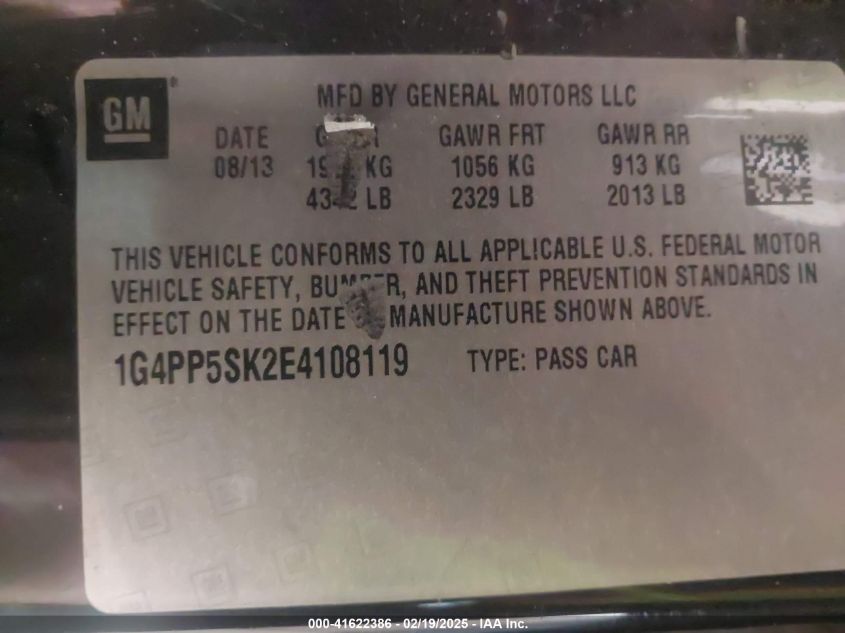 GM
MFD BY GENERAL MOTORS LLC
DATE GAWR FRT GAWR RR
08/13 KG 1056 KG 913 KG
LB 2329 LB 2013 LB
THIS VEHICLE CONFORMS TO ALL APPLICABLE U.S. FEDERAL MOTOR
VEHICLE SAFETY, BUMPER, AND THEFT PREVENTION STANDARDS IN
EFFECT ON THE DATE MANUFACTURE SHOWN ABOVE.
1G4PP5SK2E4108119 TYPE: PASS CAR
000-41622386 - 02/19/2025 - IAA Inc.